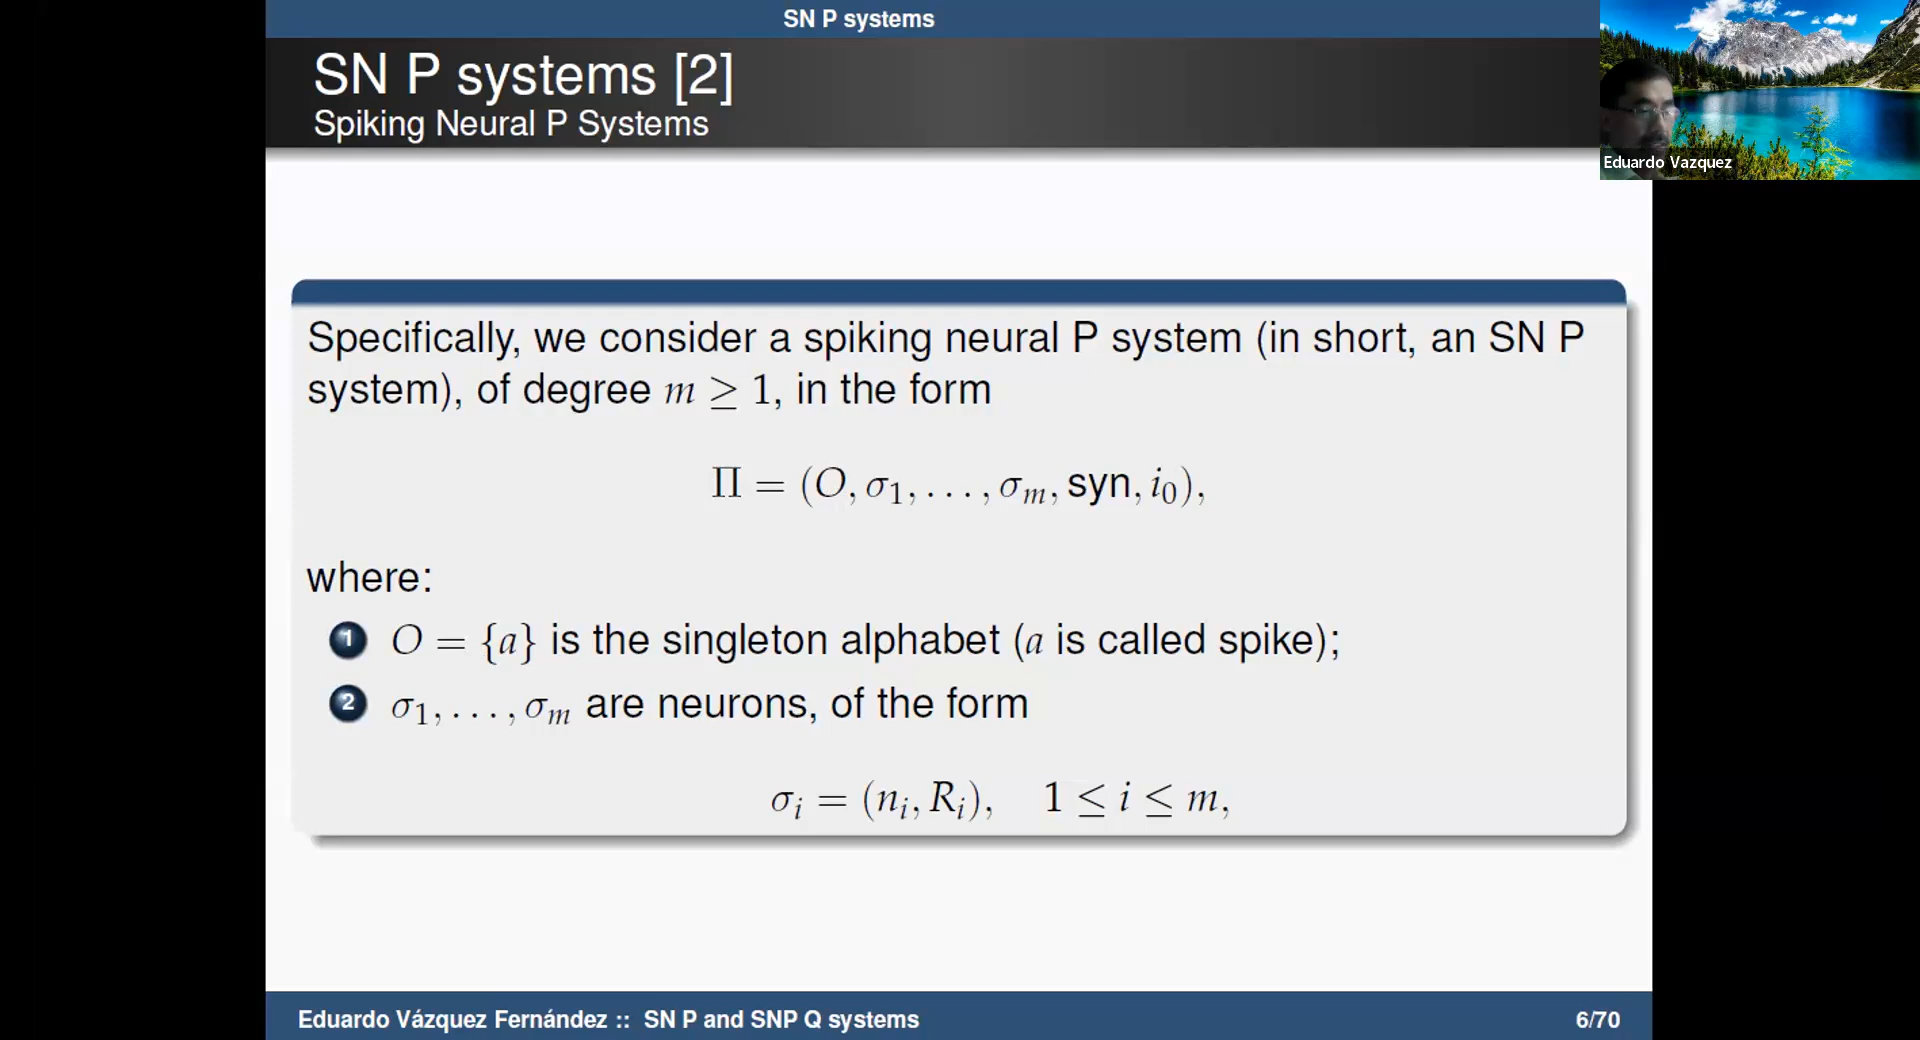 SN P systems
SN P systems [2]
Spiking Neural P Systems
Eduardo Vazquez
Specifically, we consider a spiking neural P system (in short, an SN P
system), of degree m ≥ 1, in the form
Π = (O, σ₁, . . . , σₘ, syn, i₀),
where:
1 O = {a} is the singleton alphabet (a is called spike);
2 σ₁, . . . , σₘ are neurons, of the form
σᵢ = (nᵢ, Rᵢ), 1 ≤ i ≤ m,
Eduardo Vázquez Fernández :: SN P and SNP Q systems 6/70